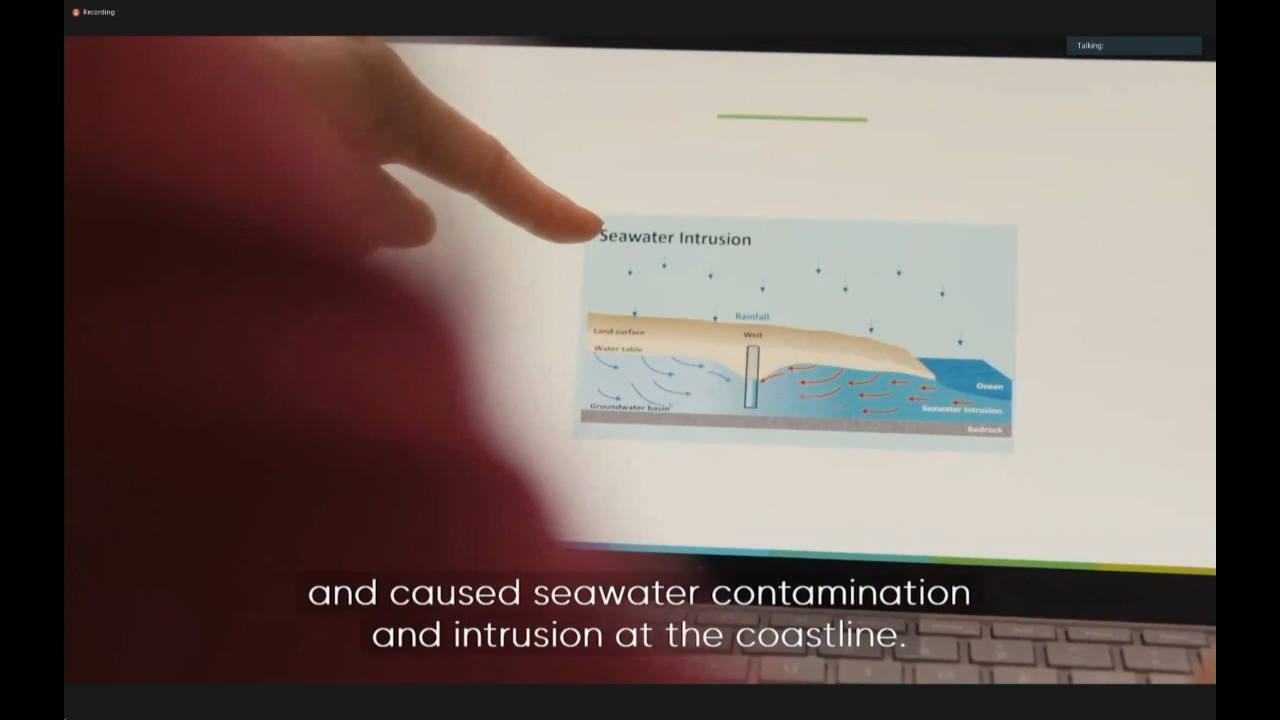 Recording
Talking:
Seawater Intrusion
Rainfall
Land surface
Well
Water table
Ocean
Groundwater basin
Seawater Intrusion
Bedrock
and caused seawater contamination
and intrusion at the coastline.